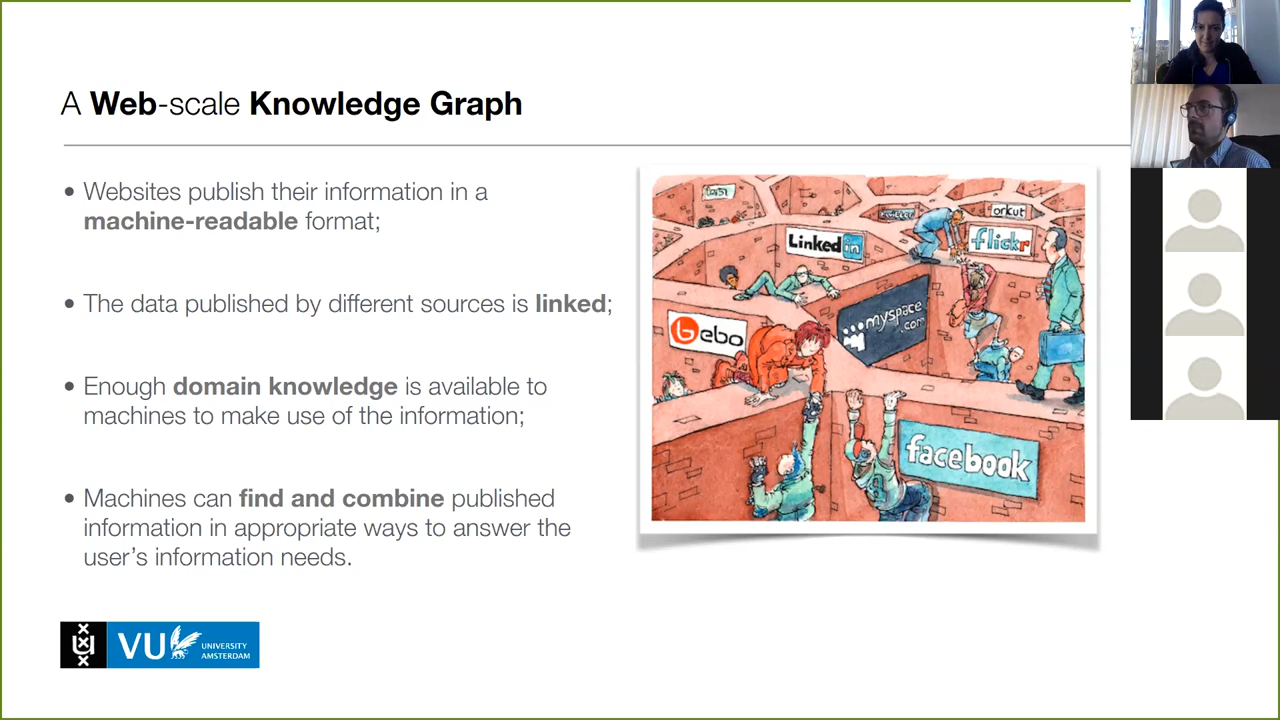 A Web-scale Knowledge Graph
• Websites publish their information in a
machine-readable format;
• The data published by different sources is linked;
• Enough domain knowledge is available to
machines to make use of the information;
• Machines can find and combine published
information in appropriate ways to answer the
user’s information needs.
orkut
flickr
Linked in
myspace
.com
bebo
facebook
VU
UNIVERSITY
AMSTERDAM